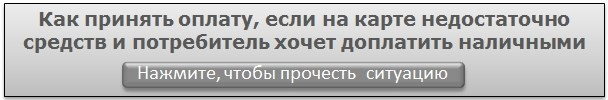 Как принять оплату, если на карте недостаточно
средств и потребитель хочет доплатить наличными
Нажмите, чтобы прочесть ситуацию